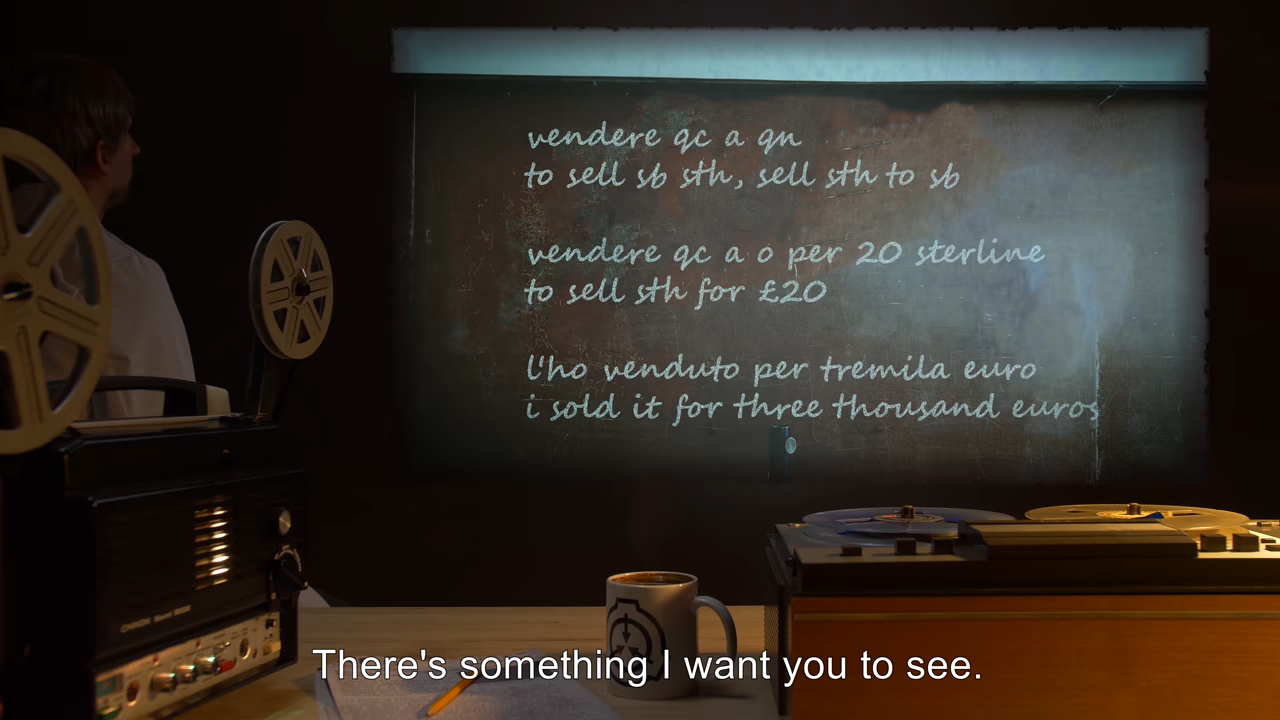 vendere qc a qn
to sell sb sth, sell sth to sb
vendere qc a o per 20 sterline
to sell sth for £20
l'ho venduto per tremila euro
i sold it for three thousand euros
There's something I want you to see.